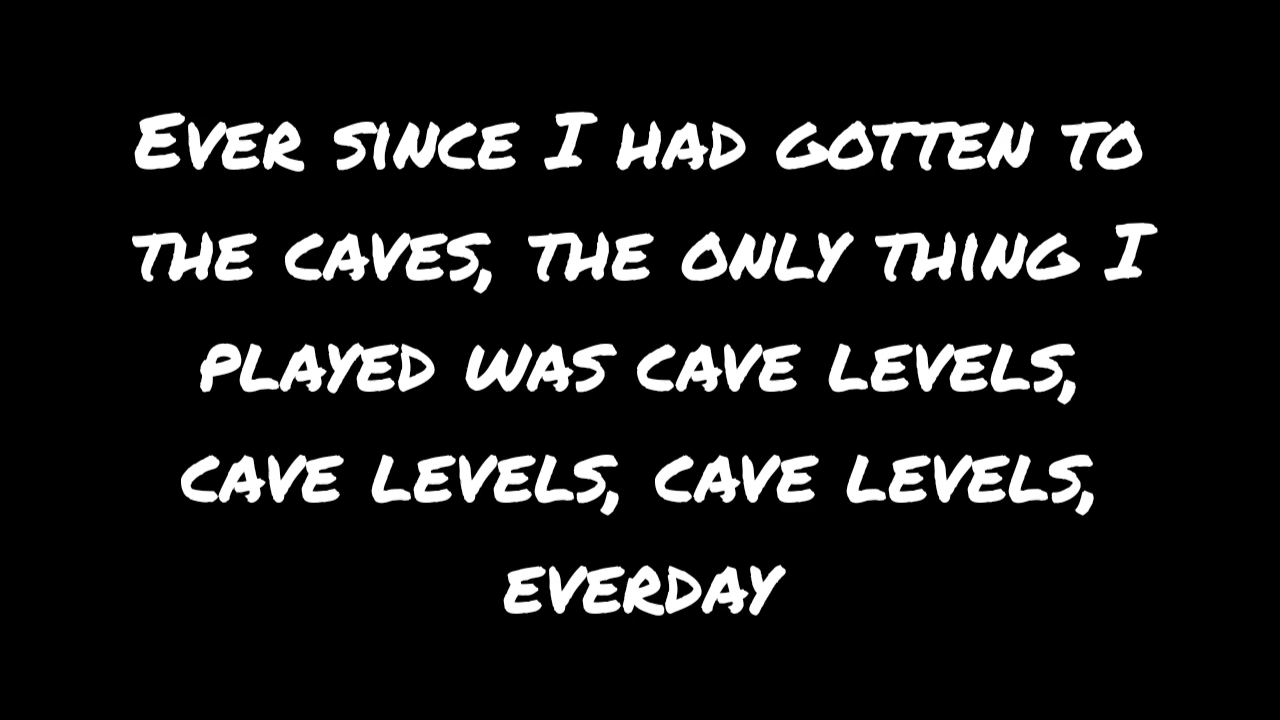 Ever since I had gotten to
the caves, the only thing I
played was cave levels,
cave levels, cave levels,
everday